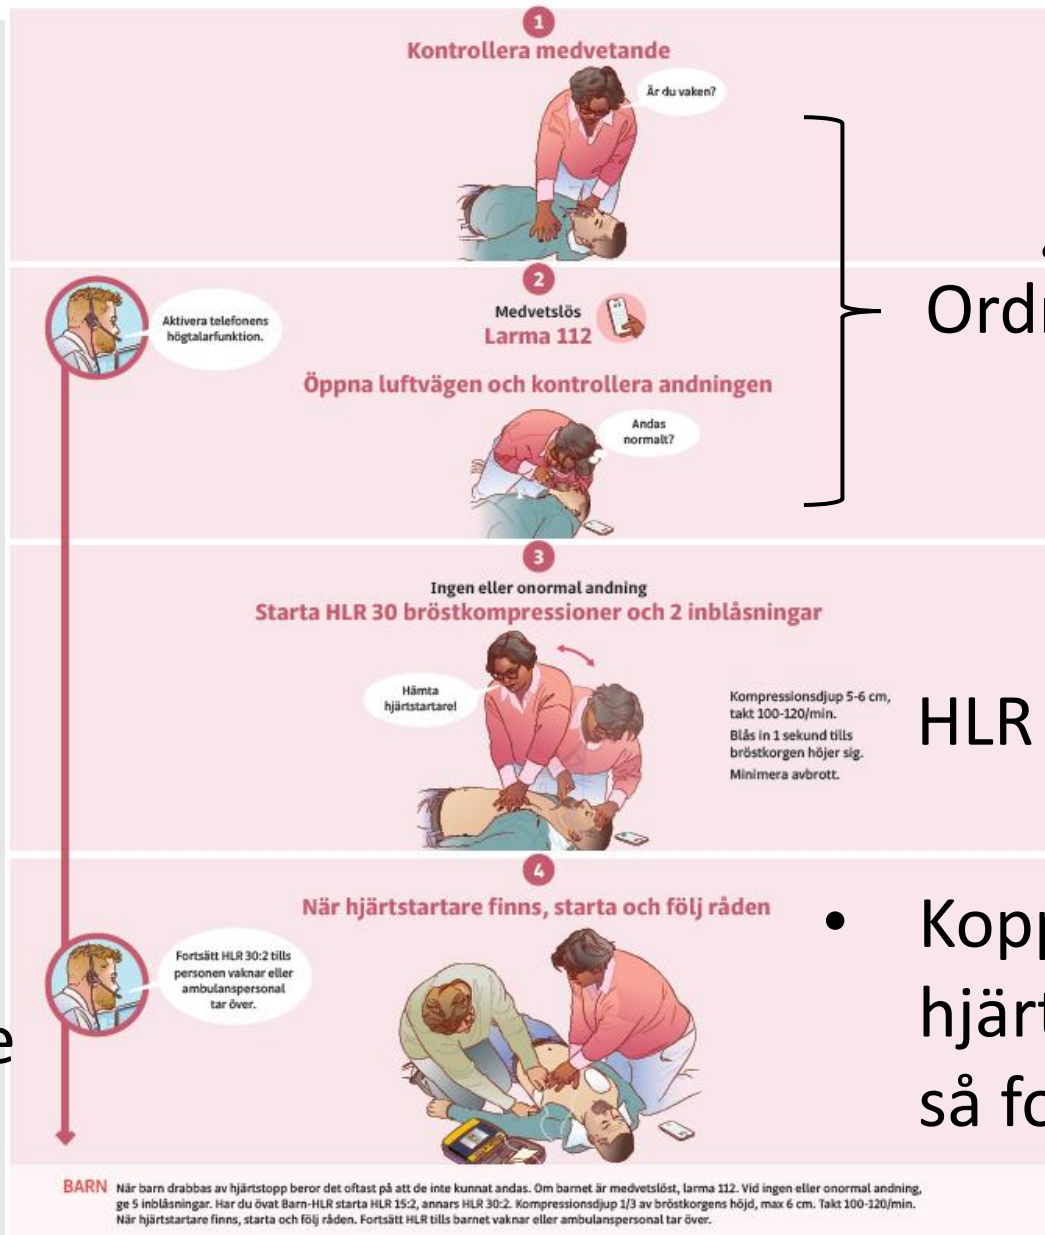 1
Kontrollera medvetande
Är du vaken?
2
Medvetslös
Larma 112
Aktivera telefonens
högtalarfunktion.
Öppna luftvägen och kontrollera andningen
Andas
normalt?
3
Ingen eller onormal andning
Starta HLR 30 bröstkompressioner och 2 inblåsningar
Hämta
hjärtstartare!
Kompressionsdjup 5-6 cm,
takt 100-120/min.
Blås in 1 sekund tills
bröstkorgen höjer sig.
Minimera avbrott.
HLR
4
När hjärtstartare finns, starta och följ råden
Fortsätt HLR 30:2 tills
personen vaknar eller
ambulanspersonal
tar över.
så
BARN När barn drabbas av hjärtstopp beror det oftast på att de inte kunnat andas. Om barnet är medvetslöst, larma 112. Vid ingen eller onormal andning,
ge 5 inblåsningar. Har du övat Barn-HLR starta HLR 15:2, annars HLR 30:2. Kompressionsdjup 1/3 av bröstkorgens höjd, max 6 cm. Takt 100-120/min.
När hjärtstartare finns, starta och följ råden. Fortsätt HLR tills barnet vaknar eller ambulanspersonal tar över.